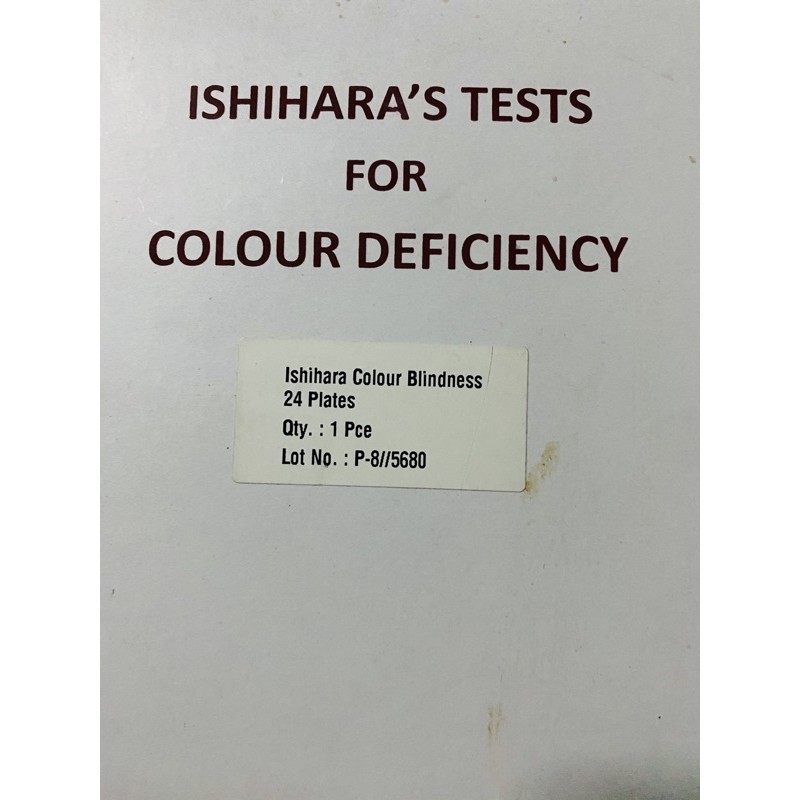 ISHIHARA'S TESTS
FOR
COLOUR DEFICIENCY
Ishihara Colour Blindness
24 Plates
Qty. : 1 Pce
Lot No. : P-8//5680